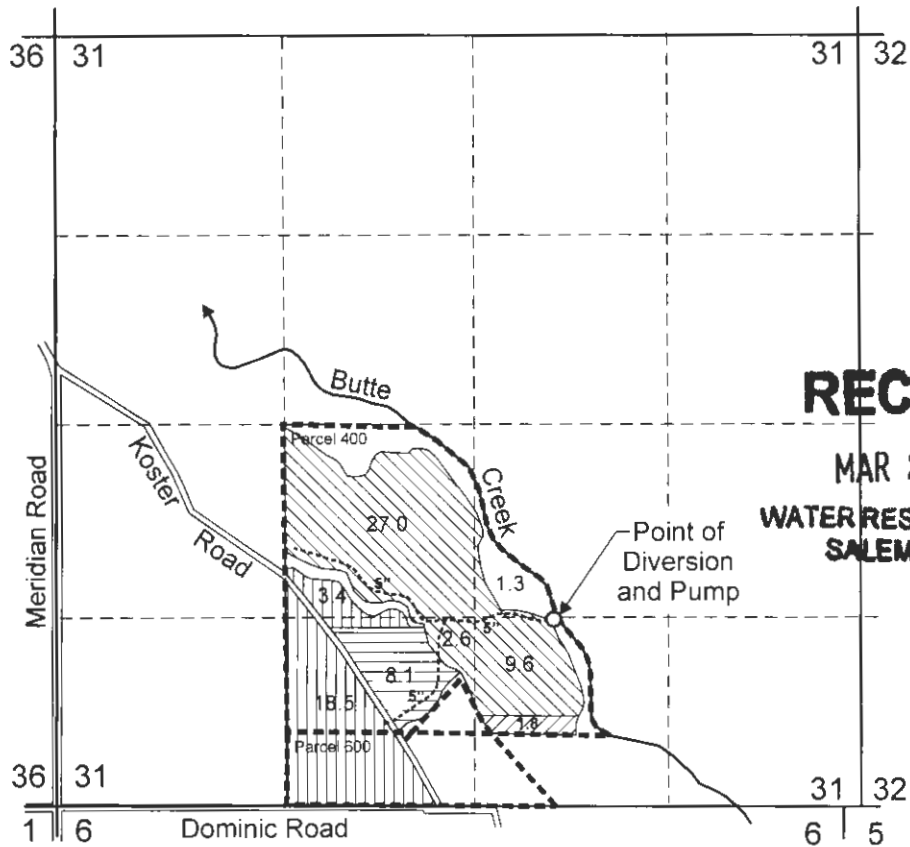 36 31
31 32
Butte
REC
Parcel 400
MAR
Creek
Koster
27.0
WATER RES
SALEM
Point of
Diversion
and Pump
Road
1.3
Meridian Road
5"
3.4
2.6
5"
9.6
8.1
18.5
5"
1.8
Parcel 600
36 31
31 32
1 6
Dominic Road
6 5